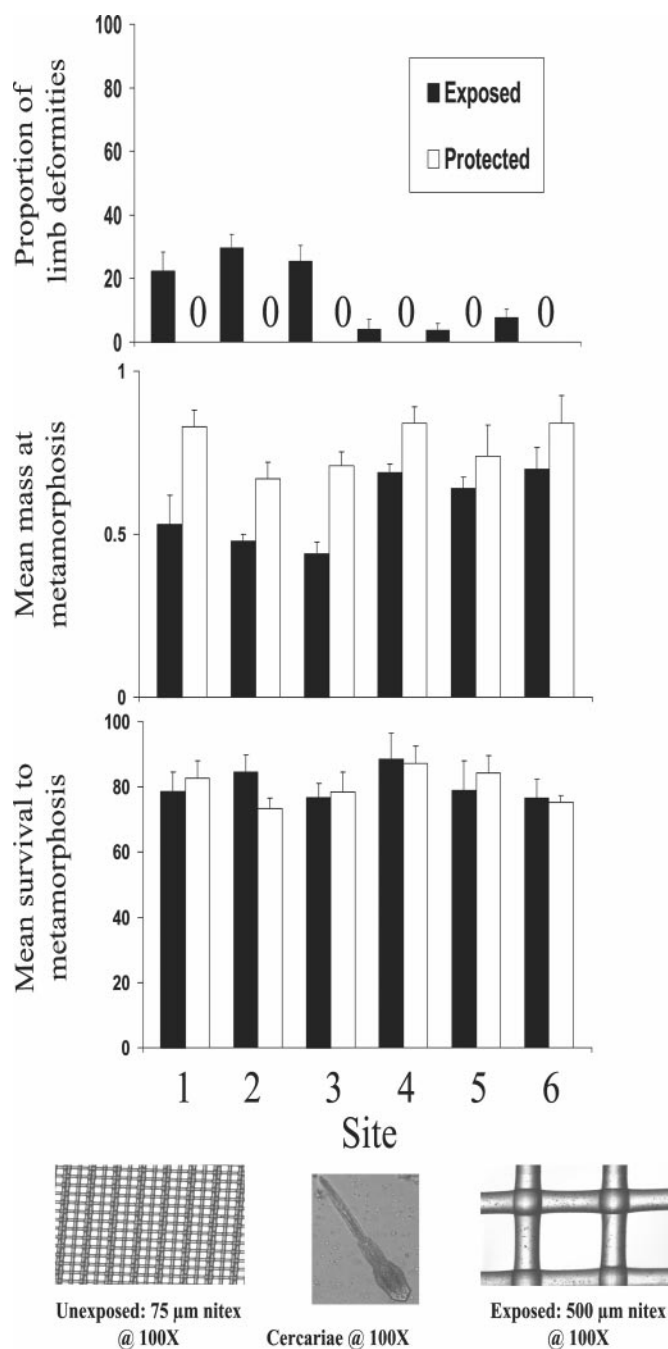 Proportion of
limb deformities
100
80
60
40
20
0
Exposed
Protected
0 0 0 0 0 0
Mean mass at
metamorphosis
1
0.5
0
Mean survival to
metamorphosis
100
80
60
40
20
0
1 2 3 4 5 6
Site
Unexposed: 75 µm nitex
@ 100X
Cercariae @ 100X
Exposed: 500 µm nitex
@ 100X